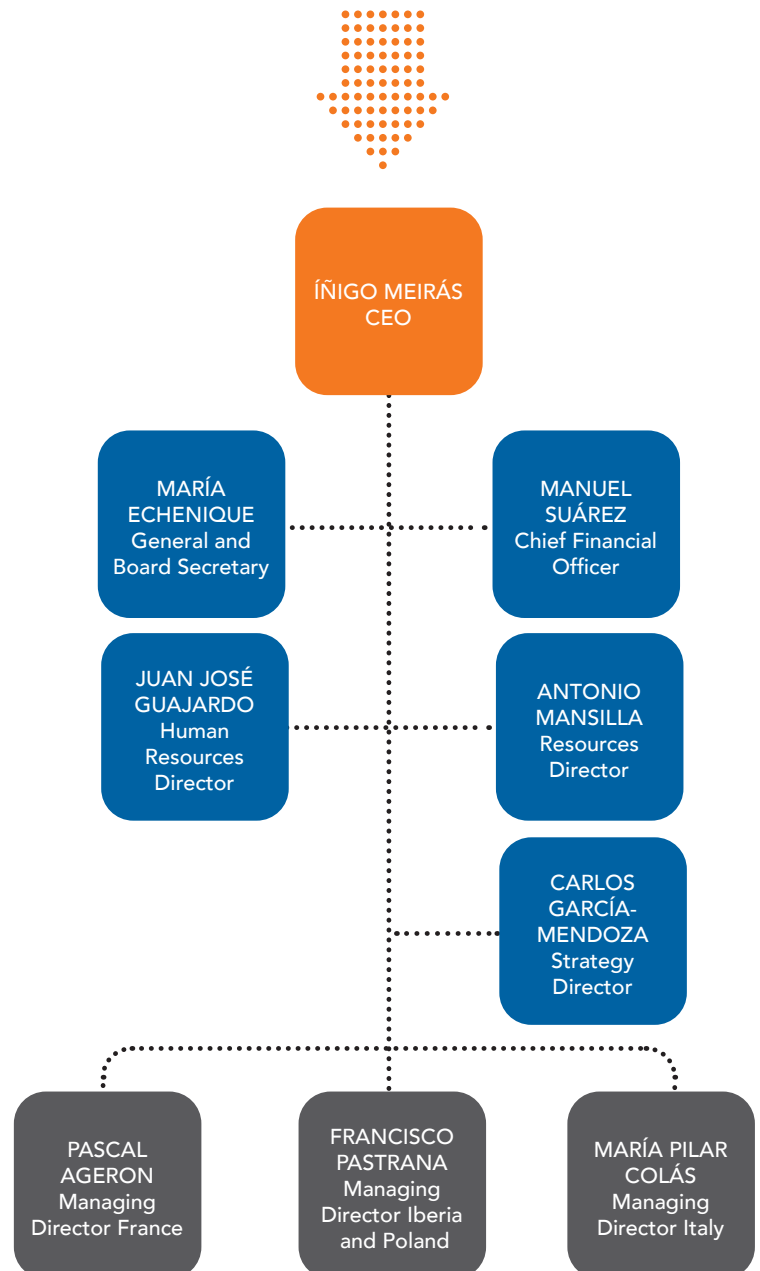 ÍÑIGO MEIRÁS
CEO
MARÍA
ECHENIQUE
General and
Board Secretary
MANUEL
SUÁREZ
Chief Financial
Officer
JUAN JOSÉ
GUAJARDO
Human
Resources
Director
ANTONIO
MANSILLA
Resources
Director
CARLOS
GARCÍA-
MENDOZA
Strategy
Director
PASCAL
AGERON
Managing
Director France
FRANCISCO
PASTRANA
Managing
Director Iberia
and Poland
MARÍA PILAR
COLÁS
Managing
Director Italy